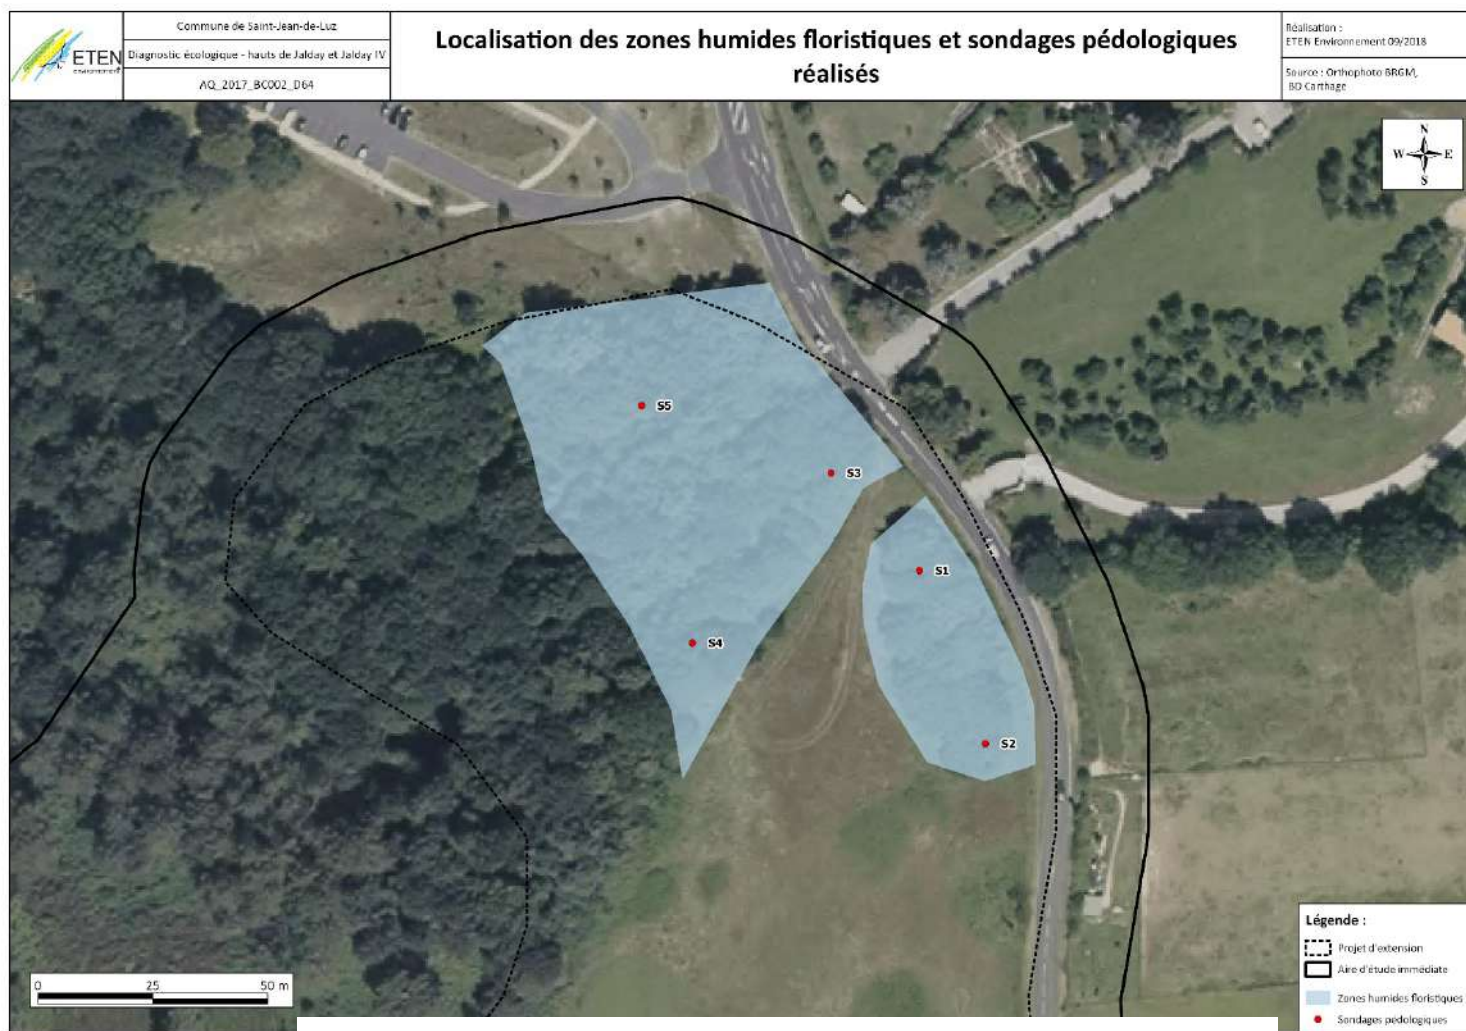 ETEN
environnement
Commune de Saint-Jean-de-Luz
Diagnostic écologique - hauts de Jalday et Jalday IV
AQ_2017_BC002_D64
Localisation des zones humides floristiques et sondages pédologiques
réalisés
Réalisation :
ETEN Environnement 09/2018
Source : Orthophoto BRGM,
BD Carthage
N
W E
S
S5
S3
S1
S4
S2
Légende :
Projet d'extension
Aire d'étude immédiate
Zones humides floristiques
Sondages pédologiques
0 25 50 m